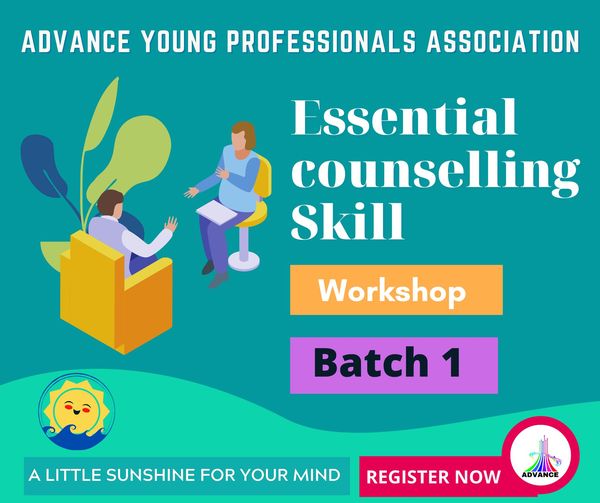 ADVANCE YOUNG PROFESSIONALS ASSOCIATION
Essential
counselling
Skill
Workshop
Batch 1
A LITTLE SUNSHINE FOR YOUR MIND
REGISTER NOW
ADVANCE